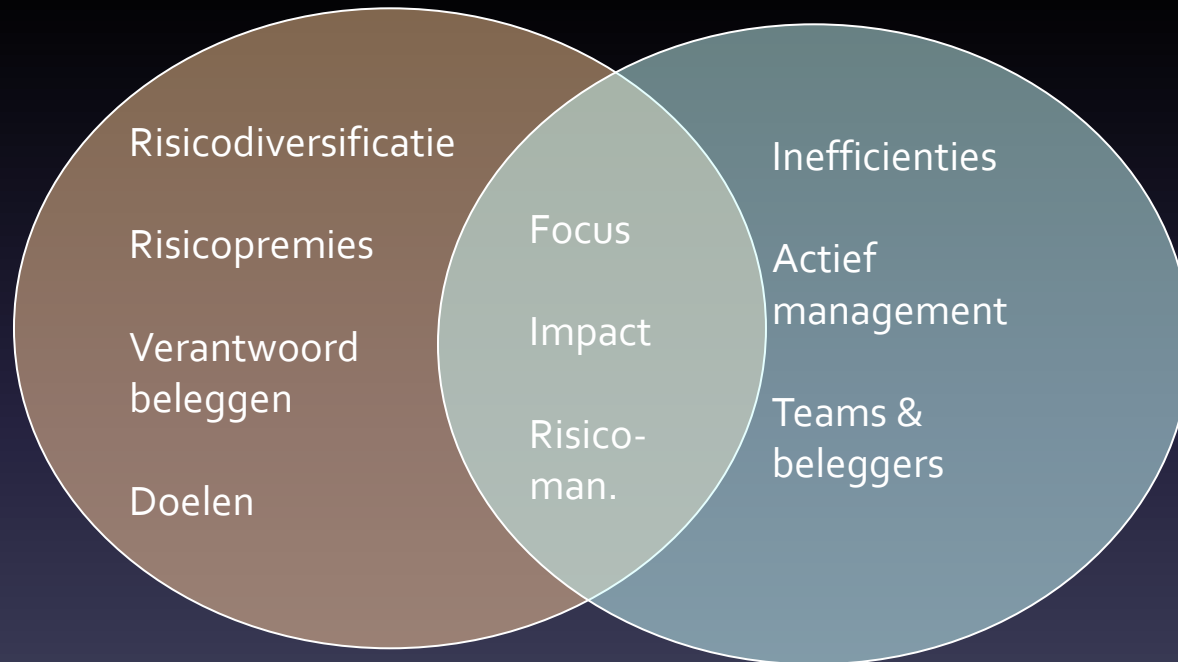 Risicodiversificatie
Risicopremies
Verantwoord
beleggen
Doelen
Focus
Impact
Risico-
man.
Inefficienties
Actief
management
Teams &
beleggers